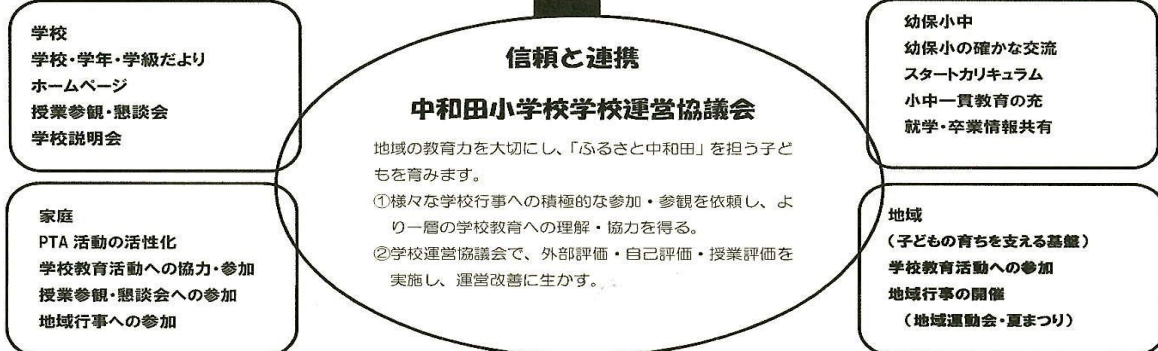 学校
学校・学年・学級だより
ホームページ
授業参観・懇談会
学校説明会
家庭
PTA 活動の活性化
学校教育活動への協力・参加
授業参観・懇談会への参加
地域行事への参加
信頼と連携
中和田小学校学校運営協議会
地域の教育力を大切にし、「ふるさと中和田」を担う子ど
もを育みます。
①様々な学校行事への積極的な参加・参観を依頼し、よ
り一層の学校教育への理解・協力を得る。
②学校運営協議会で、外部評価・自己評価・授業評価を
実施し、運営改善に生かす。
幼保小中
幼保小の確かな交流
スタートカリキュラム
小中一貫教育の充
就学・卒業情報共有
地域
（子どもの育ちを支える基盤）
学校教育活動への参加
地域行事の開催
（地域運動会・夏まつり）